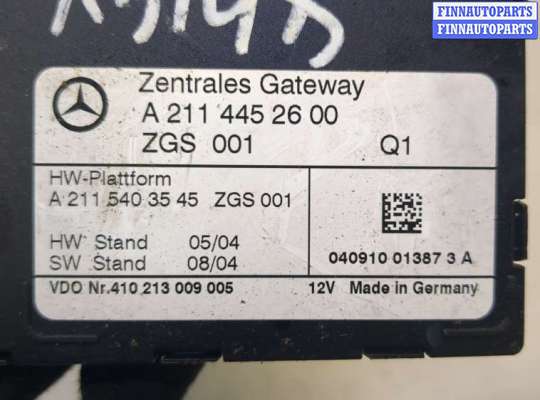 FINNAUTOPARTS
FINNAUTOPARTS
Zentrales Gateway
A 211 445 26 00
ZGS 001 Q1
HW-Plattform
A 211 540 35 45 ZGS 001
HW Stand 05/04
SW Stand 08/04
040910 01387 3 A
VDO Nr.410 213 009 005 12V Made in Germany
FINNAUTOPARTS
FINNAUTOPARTS